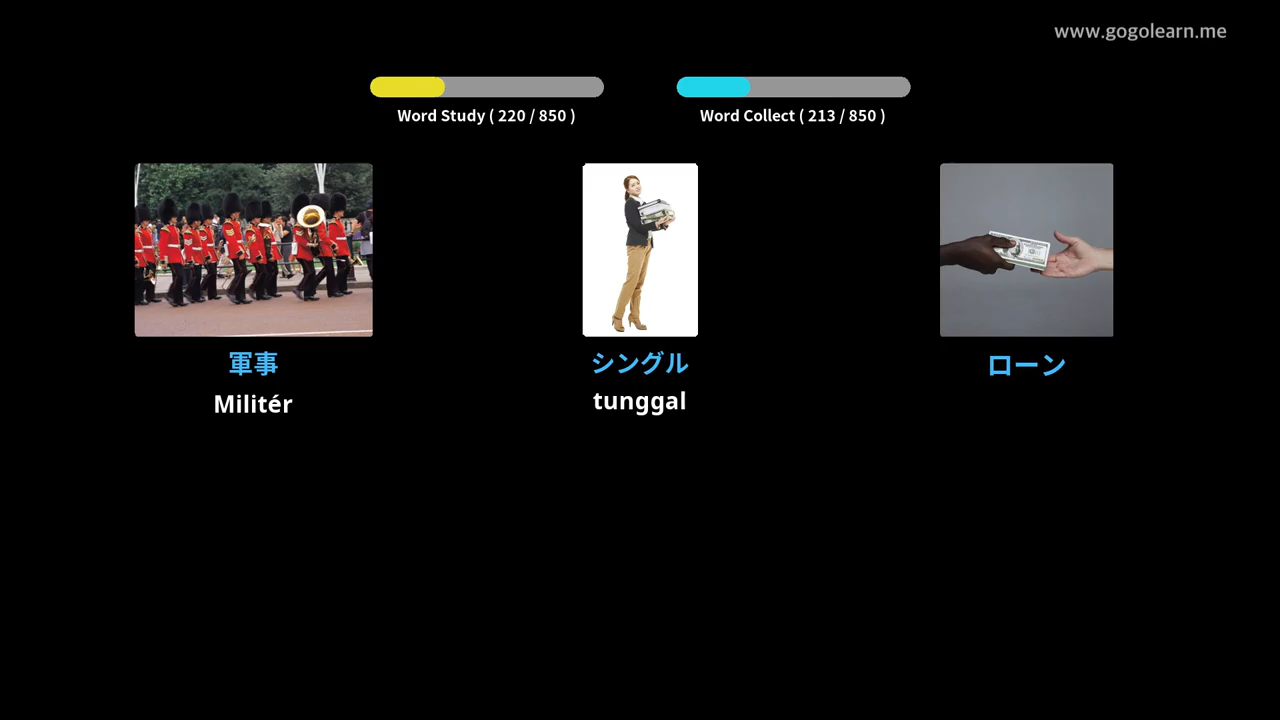 www.gogolearn.me
Word Study ( 220 / 850 )
Word Collect ( 213 / 850 )
軍事
Militér
シングル
tunggal
ローン